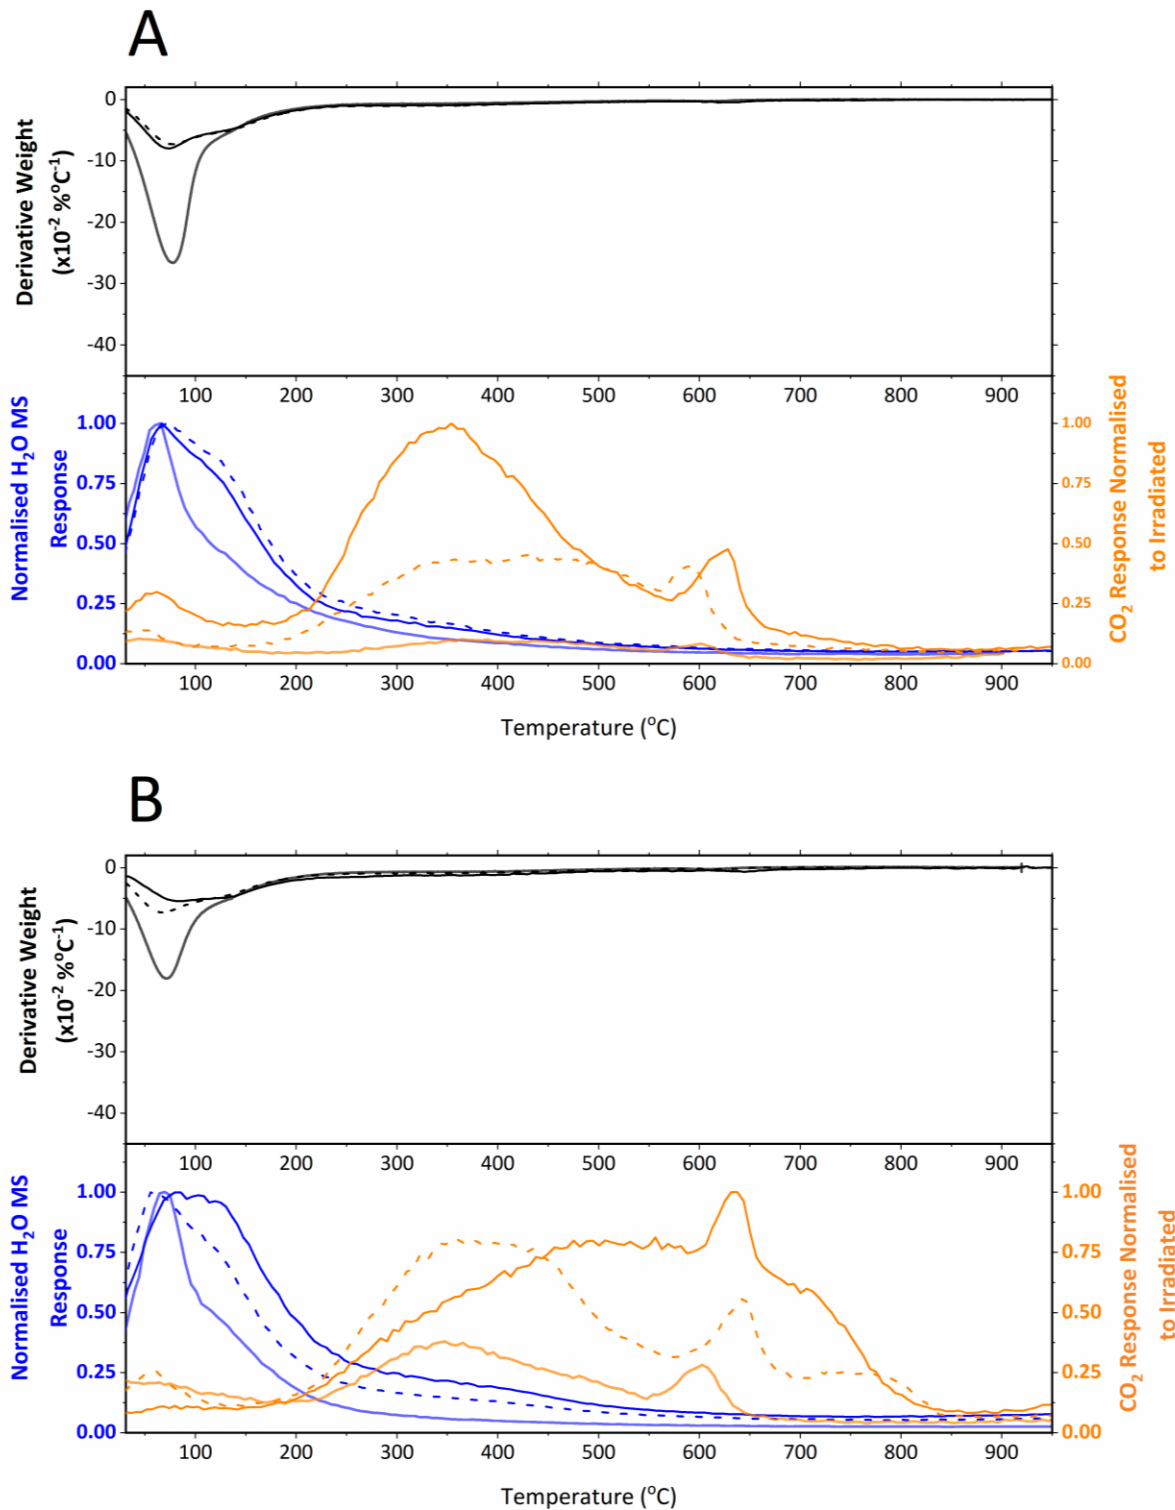 A
Derivative Weight
(x10⁻² %°C⁻¹)
0
-10
-20
-30
-40
100 200 300 400 500 600 700 800 900
Normalised H₂O MS
Response
1.00
0.75
0.50
0.25
0.00
CO₂ Response Normalised
to Irradiated
1.00
0.75
0.50
0.25
0.00
100 200 300 400 500 600 700 800 900
Temperature (°C)
B
Derivative Weight
(x10⁻² %°C⁻¹)
0
-10
-20
-30
-40
100 200 300 400 500 600 700 800 900
Normalised H₂O MS
Response
1.00
0.75
0.50
0.25
0.00
CO₂ Response Normalised
to Irradiated
1.00
0.75
0.50
0.25
0.00
100 200 300 400 500 600 700 800 900
Temperature (°C)